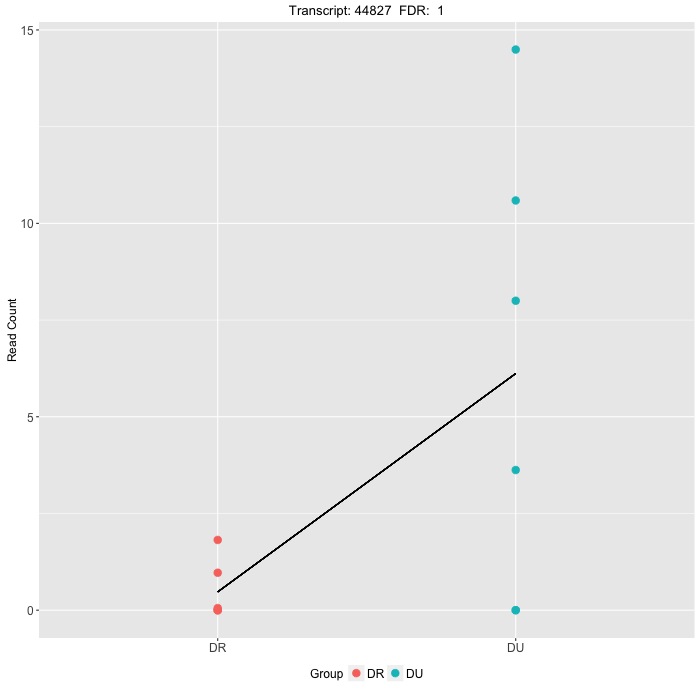 Transcript: 44827 FDR: 1
15
10
5
0
Read Count
DR DU
Group DR DU